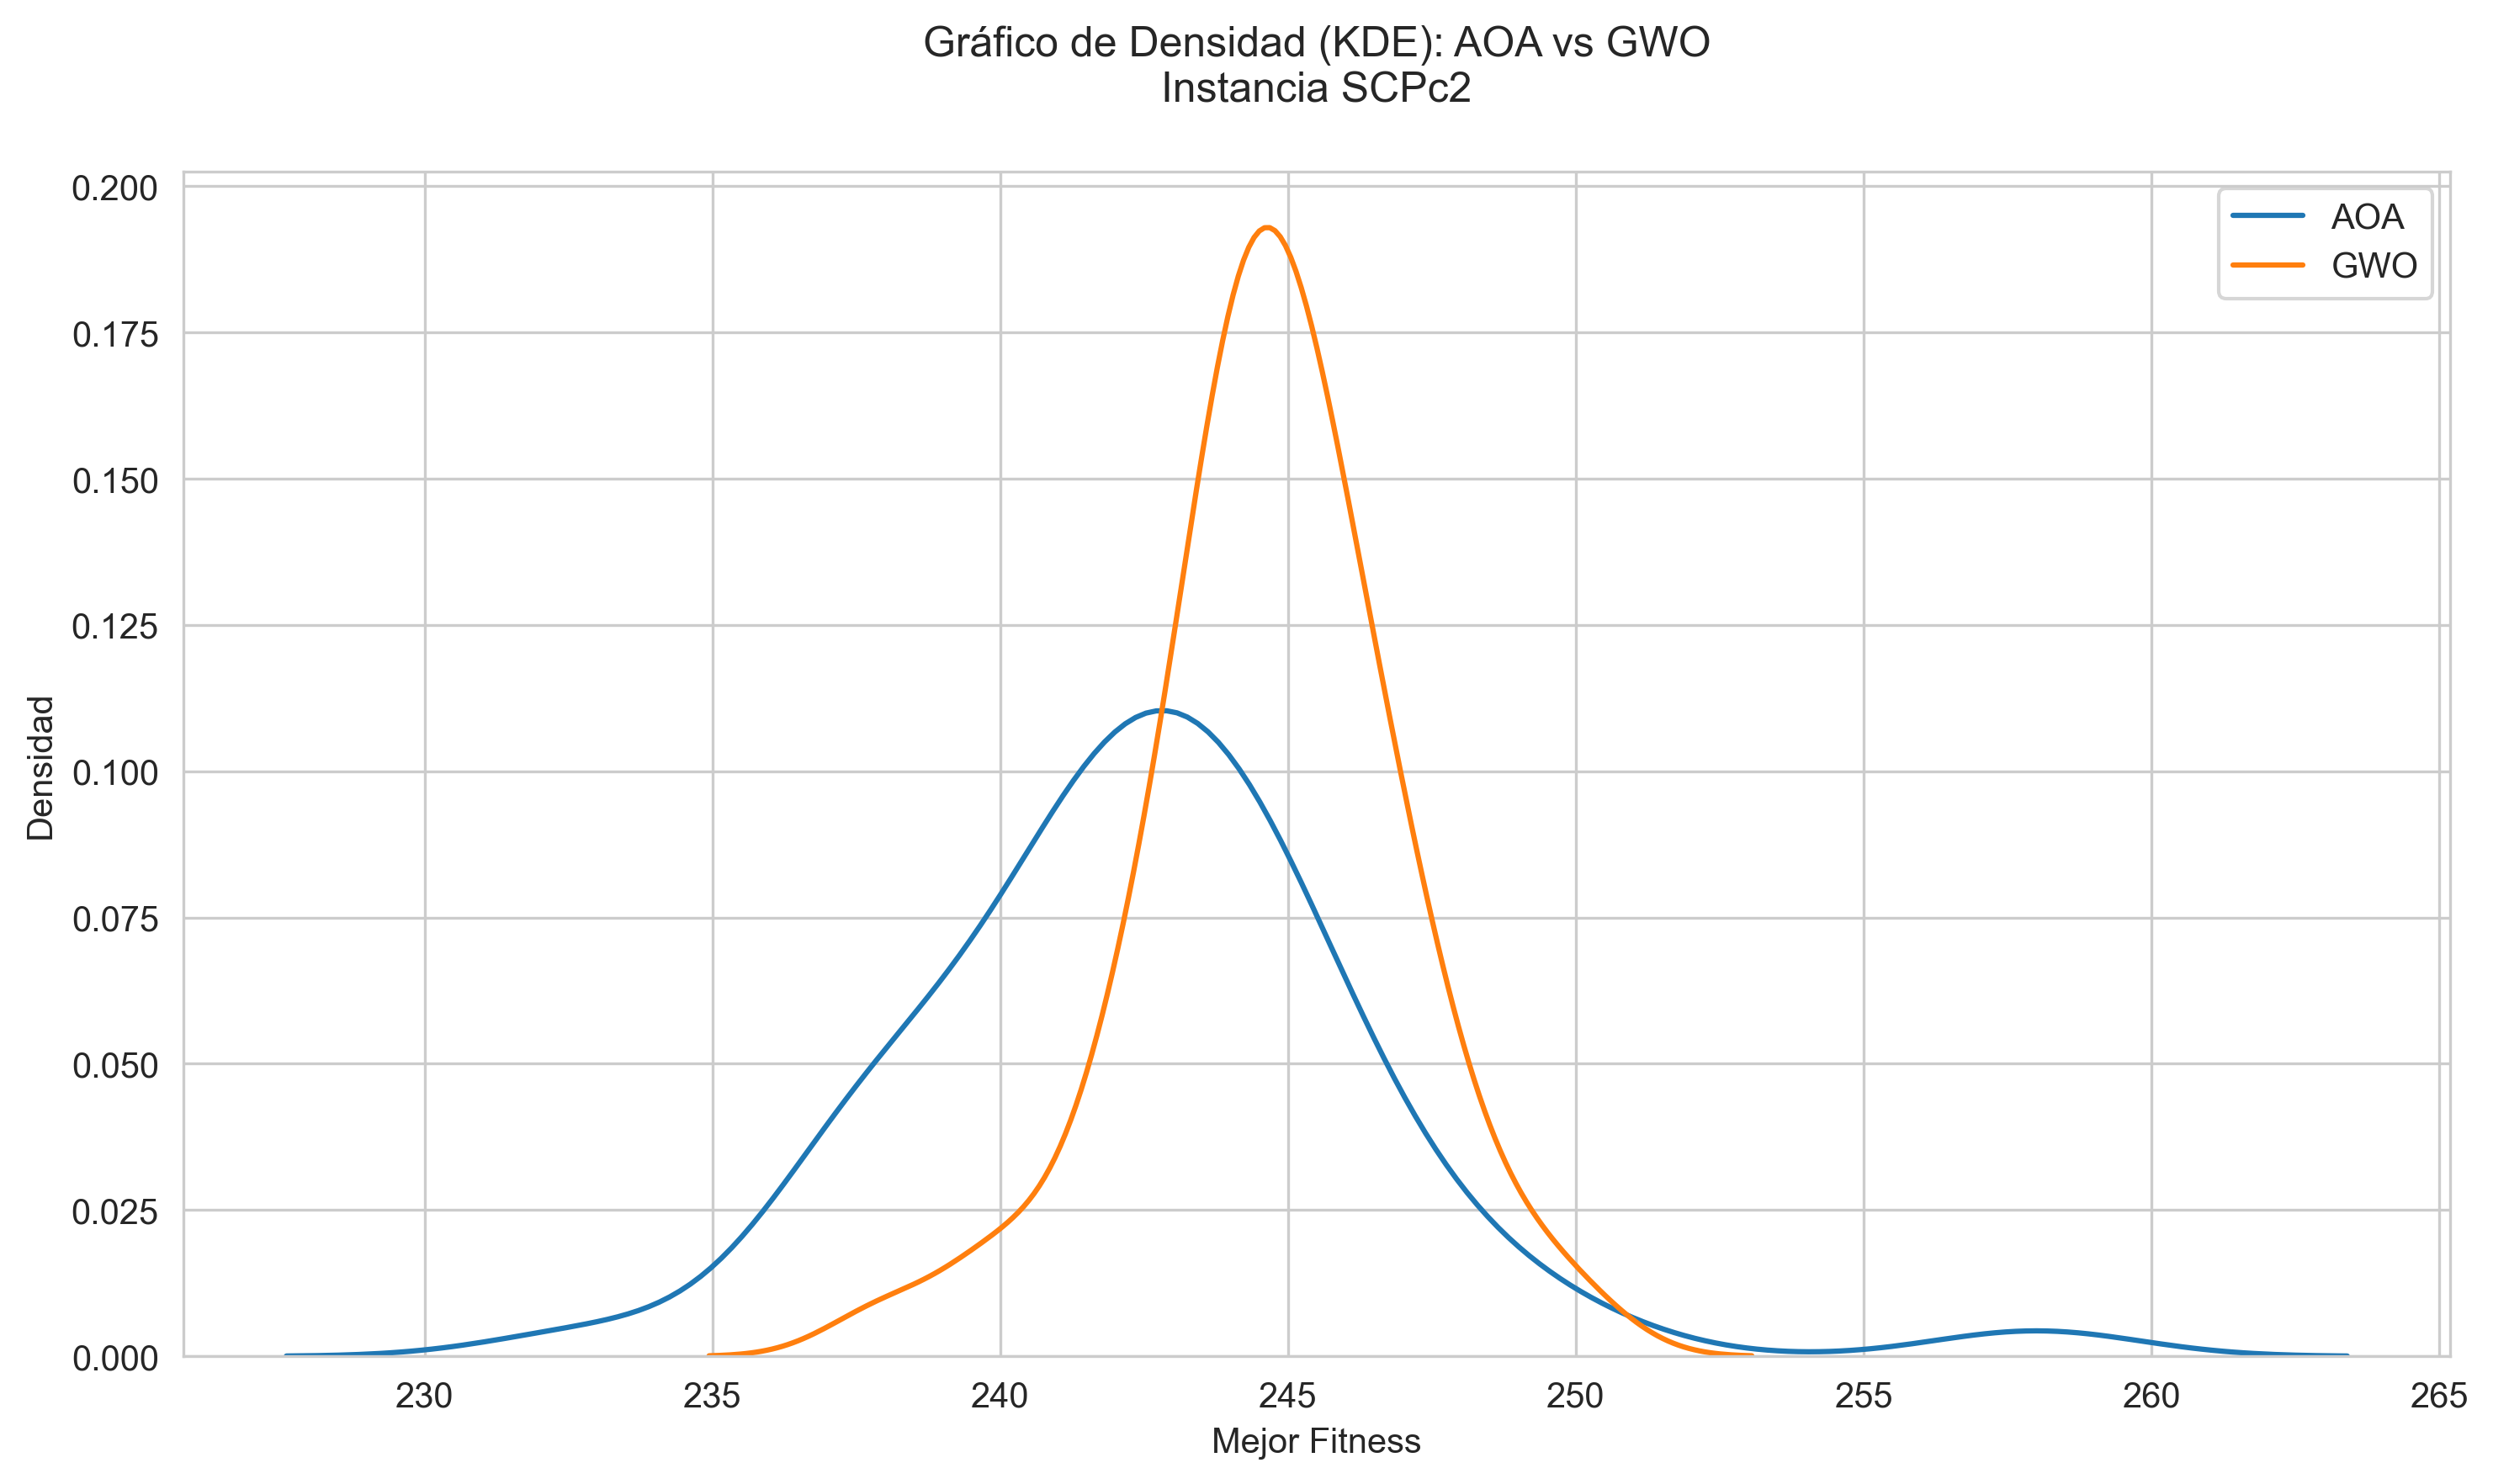 Gráfico de Densidad (KDE): AOA vs GWO
Instancia SCPc2
AOA
GWO
0.200
0.175
0.150
0.125
0.100
0.075
0.050
0.025
0.000
Densidad
230 235 240 245 250 255 260 265
Mejor Fitness